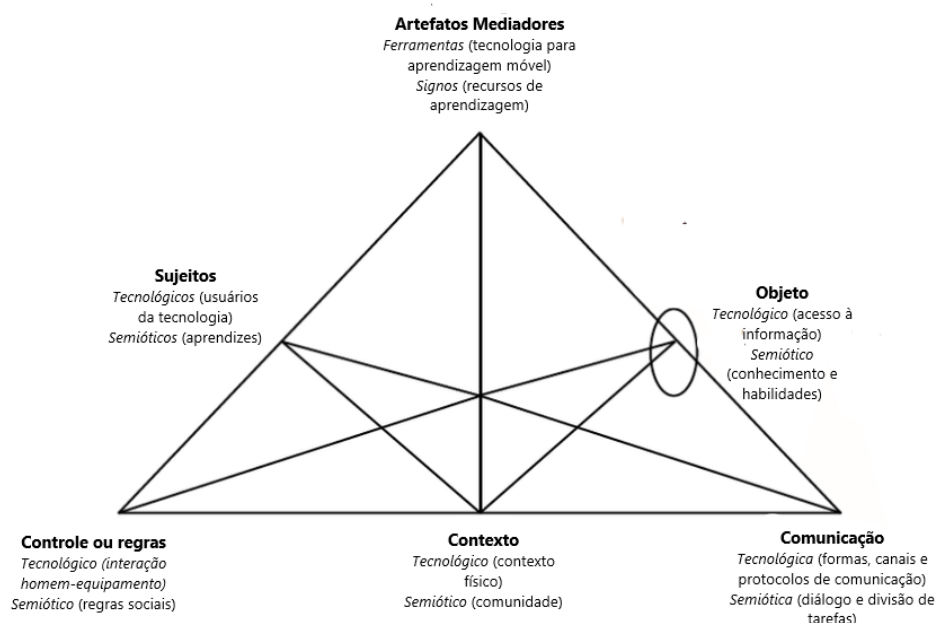 Artefatos Mediadores
Ferramentas (tecnologia para
aprendizagem móvel)
Signos (recursos de
aprendizagem)
Sujeitos
Tecnológicos (usuários
da tecnologia)
Semióticos (aprendizes)
Objeto
Tecnológico (acesso à
informação)
Semiótico
(conhecimento e
habilidades)
Controle ou regras
Tecnológico (interação
homem-equipamento)
Semiótico (regras sociais)
Contexto
Tecnológico (contexto
físico)
Semiótico (comunidade)
Comunicação
Tecnológica (formas, canais e
protocolos de comunicação)
Semiótica (diálogo e divisão de
tarefas)